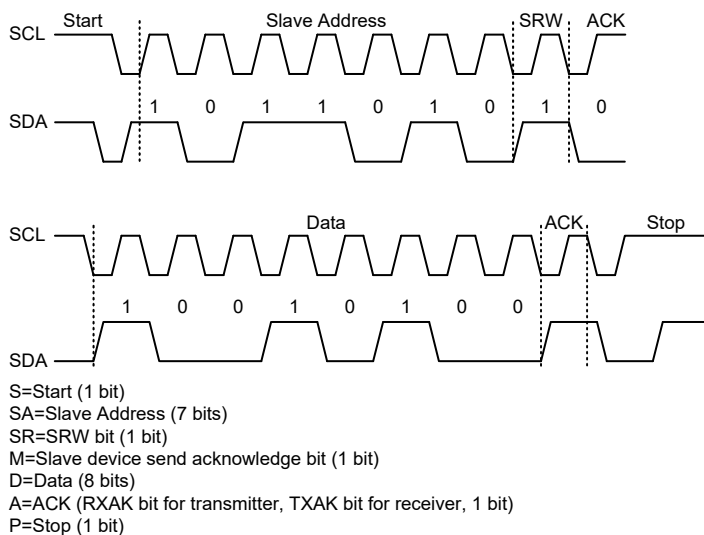 Start Slave Address SRW ACK
SCL
1 0 1 1 0 1 0 1 0
SDA
Data ACK Stop
SCL
1 0 0 1 0 1 0 0
SDA
S=Start (1 bit)
SA=Slave Address (7 bits)
SR=SRW bit (1 bit)
M=Slave device send acknowledge bit (1 bit)
D=Data (8 bits)
A=ACK (RXAK bit for transmitter, TXAK bit for receiver, 1 bit)
P=Stop (1 bit)